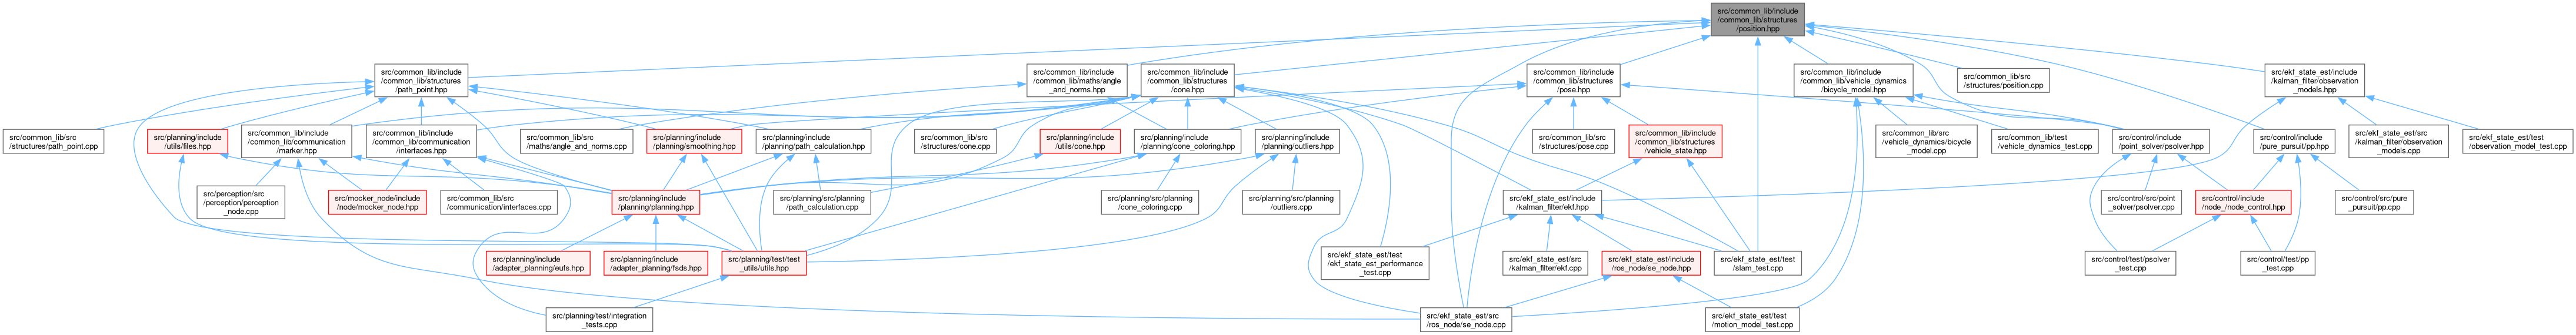 src/common_lib/include
/common_lib/structures
/position.hpp
src/common_lib/include
/common_lib/structures
/path_point.hpp
src/common_lib/include
/common_lib/maths/angle
_and_norms.hpp
src/common_lib/include
/common_lib/structures
/cone.hpp
src/common_lib/include
/common_lib/structures
/pose.hpp
src/common_lib/include
/common_lib/vehicle_dynamics
/bicycle_model.hpp
src/common_lib/src
/structures/position.cpp
src/ekf_state_est/include
/kalman_filter/observation
_models.hpp
src/common_lib/src
/structures/path_point.cpp
src/planning/include
/utils/files.hpp
src/common_lib/include
/common_lib/communication
/marker.hpp
src/common_lib/include
/common_lib/communication
/interfaces.hpp
src/common_lib/src
/maths/angle_and_norms.cpp
src/planning/include
/planning/smoothing.hpp
src/planning/include
/planning/path_calculation.hpp
src/common_lib/src
/structures/cone.cpp
src/planning/include
/utils/cone.hpp
src/planning/include
/planning/cone_coloring.hpp
src/planning/include
/planning/outliers.hpp
src/common_lib/src
/structures/pose.cpp
src/common_lib/include
/common_lib/structures
/vehicle_state.hpp
src/common_lib/src
/vehicle_dynamics/bicycle
_model.cpp
src/common_lib/test
/vehicle_dynamics_test.cpp
src/control/include
/point_solver/psolver.hpp
src/control/include
/pure_pursuit/pp.hpp
src/ekf_state_est/src
/kalman_filter/observation
_models.cpp
src/ekf_state_est/test
/observation_model_test.cpp
src/perception/src
/perception/perception
_node.cpp
src/mocker_node/include
/node/mocker_node.hpp
src/common_lib/src
/communication/interfaces.cpp
src/planning/include
/planning/planning.hpp
src/planning/src/planning
/path_calculation.cpp
src/planning/src/planning
/cone_coloring.cpp
src/planning/src/planning
/outliers.cpp
src/ekf_state_est/include
/kalman_filter/ekf.hpp
src/control/src/point
_solver/psolver.cpp
src/control/include
/node_/node_control.hpp
src/control/src/pure
_pursuit/pp.cpp
src/planning/include
/adapter_planning/eufs.hpp
src/planning/include
/adapter_planning/fsds.hpp
src/planning/test/test
_utils/utils.hpp
src/ekf_state_est/test
/ekf_state_est_performance
_test.cpp
src/ekf_state_est/src
/kalman_filter/ekf.cpp
src/ekf_state_est/include
/ros_node/se_node.hpp
src/ekf_state_est/test
/slam_test.cpp
src/control/test/psolver
_test.cpp
src/control/test/pp
_test.cpp
src/planning/test/integration
_tests.cpp
src/ekf_state_est/src
/ros_node/se_node.cpp
src/ekf_state_est/test
/motion_model_test.cpp